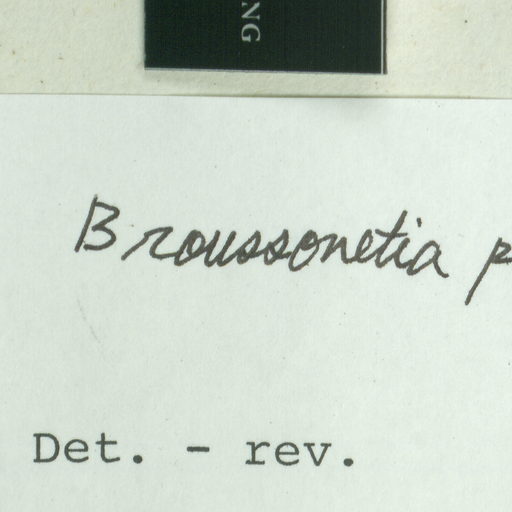 NG
Broussonetia p
Det. - rev.